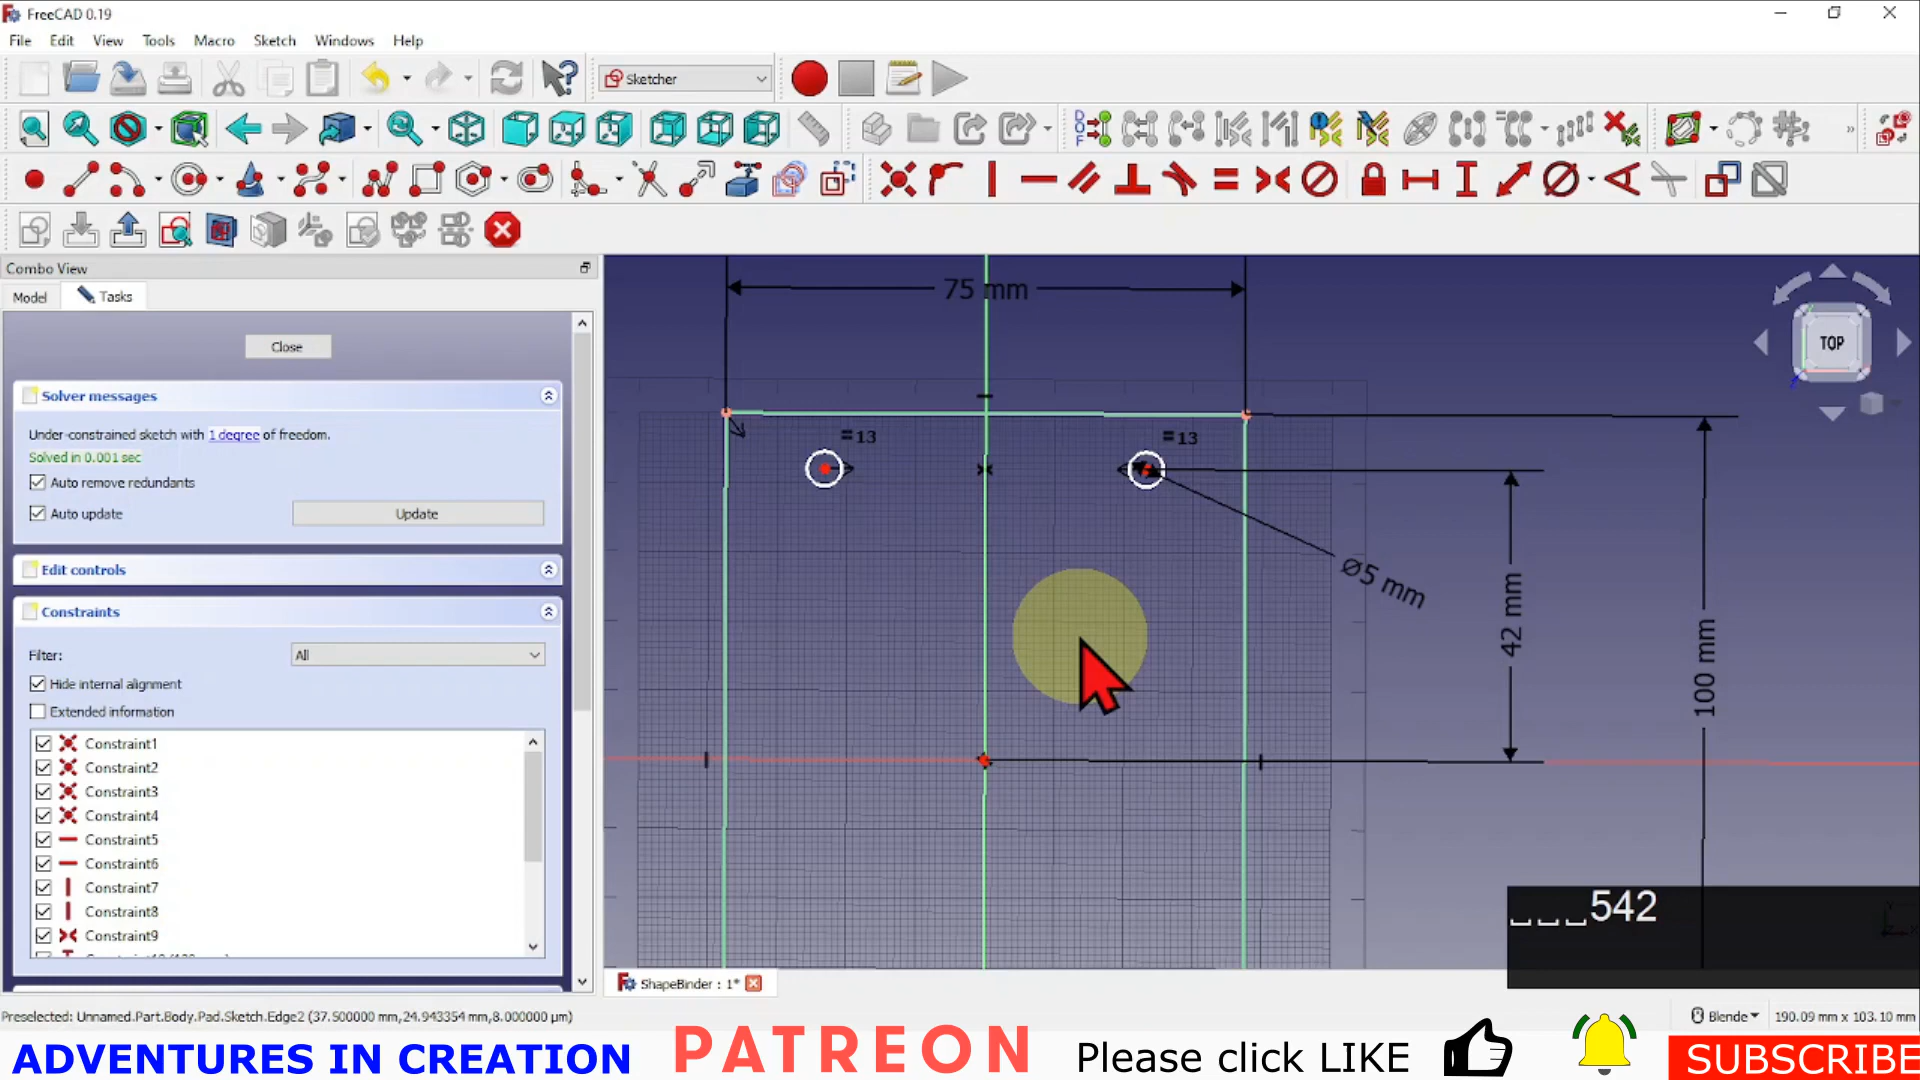 FreeCAD 0.19
File Edit View Tools Macro Sketch Windows Help
Sketcher
Combo View
Model Tasks
Close
Solver messages
Under-constrained sketch with 1 degree of freedom.
Solved in 0.001 sec
Auto remove redundants
Auto update
Update
Edit controls
Constraints
Filter:
All
Hide internal alignment
Extended information
Constraint1
Constraint2
Constraint3
Constraint4
Constraint5
Constraint6
Constraint7
Constraint8
Constraint9
75 mm
TOP
=13
=13
⌀5 mm
42 mm
100 mm
␣␣␣542
ShapeBinder : 1*
Preselected: Unnamed.Part.Body.Pad.Sketch.Edge2 (37.500000 mm,24.943354 mm,8.000000 µm)
Blende
190.09 mm x 103.10 mm
ADVENTURES IN CREATION
PATREON
Please click LIKE
SUBSCRIBE